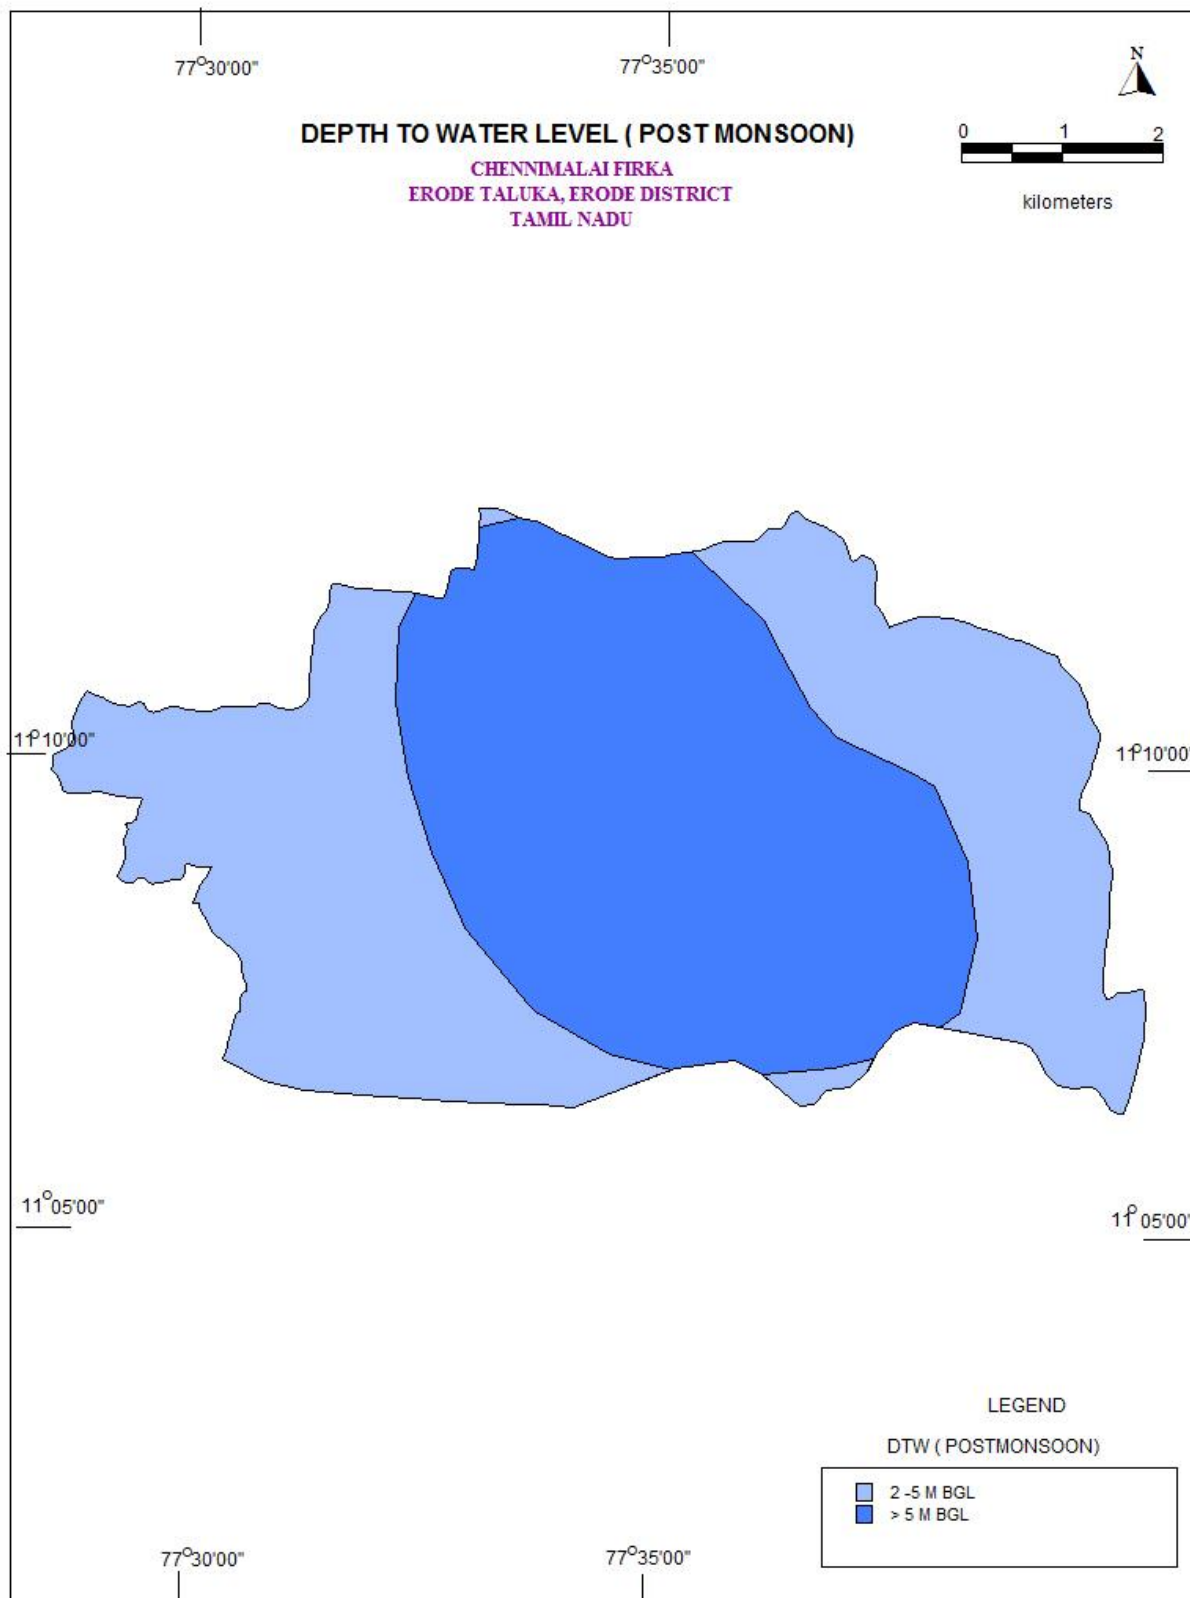 77°30'00" 77°35'00"
N
DEPTH TO WATER LEVEL ( POST MONSOON)
0 1 2
CHENNIMALAI FIRKA
ERODE TALUKA, ERODE DISTRICT
TAMIL NADU
kilometers
11°10'00"
11°10'00"
11°05'00"
11°05'00"
LEGEND
DTW ( POSTMONSOON)
2 -5 M BGL
> 5 M BGL
77°30'00" 77°35'00"